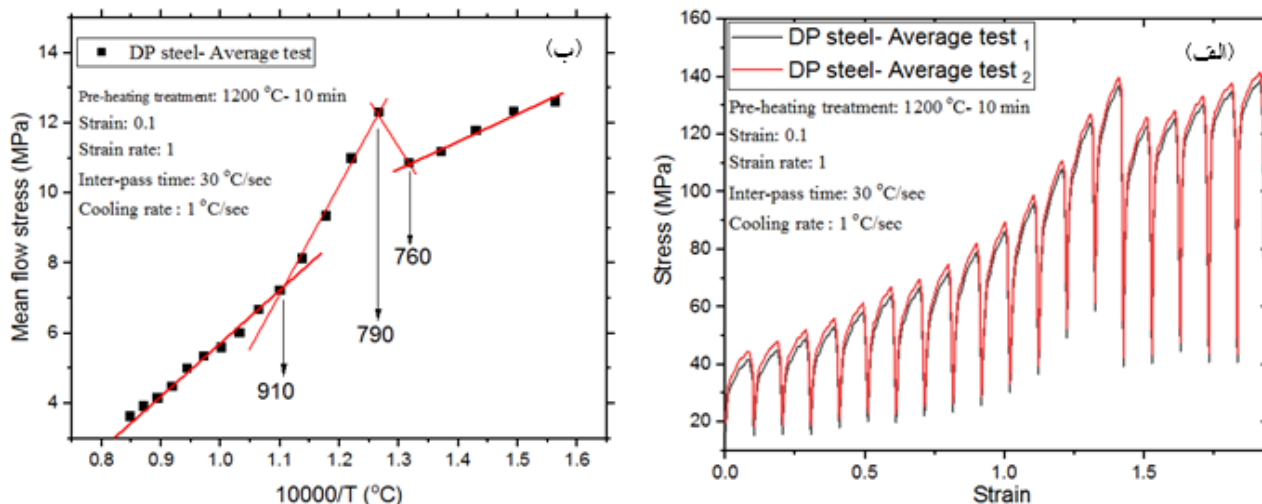 DP steel- Average test
(ب)
Pre-heating treatment: 1200 °C- 10 min
Strain: 0.1
Strain rate: 1
Inter-pass time: 30 °C/sec
Cooling rate : 1 °C/sec
760
790
910
Mean flow stress (MPa)
14
12
10
8
6
4
0.8 0.9 1.0 1.1 1.2 1.3 1.4 1.5 1.6
10000/T (°C)
DP steel- Average test 1
DP steel- Average test 2
(الف)
Pre-heating treatment: 1200 °C- 10 min
Strain: 0.1
Strain rate: 1
Inter-pass time: 30 °C/sec
Cooling rate : 1 °C/sec
Stress (MPa)
160
140
120
100
80
60
40
20
0.0 0.5 1.0 1.5
Strain